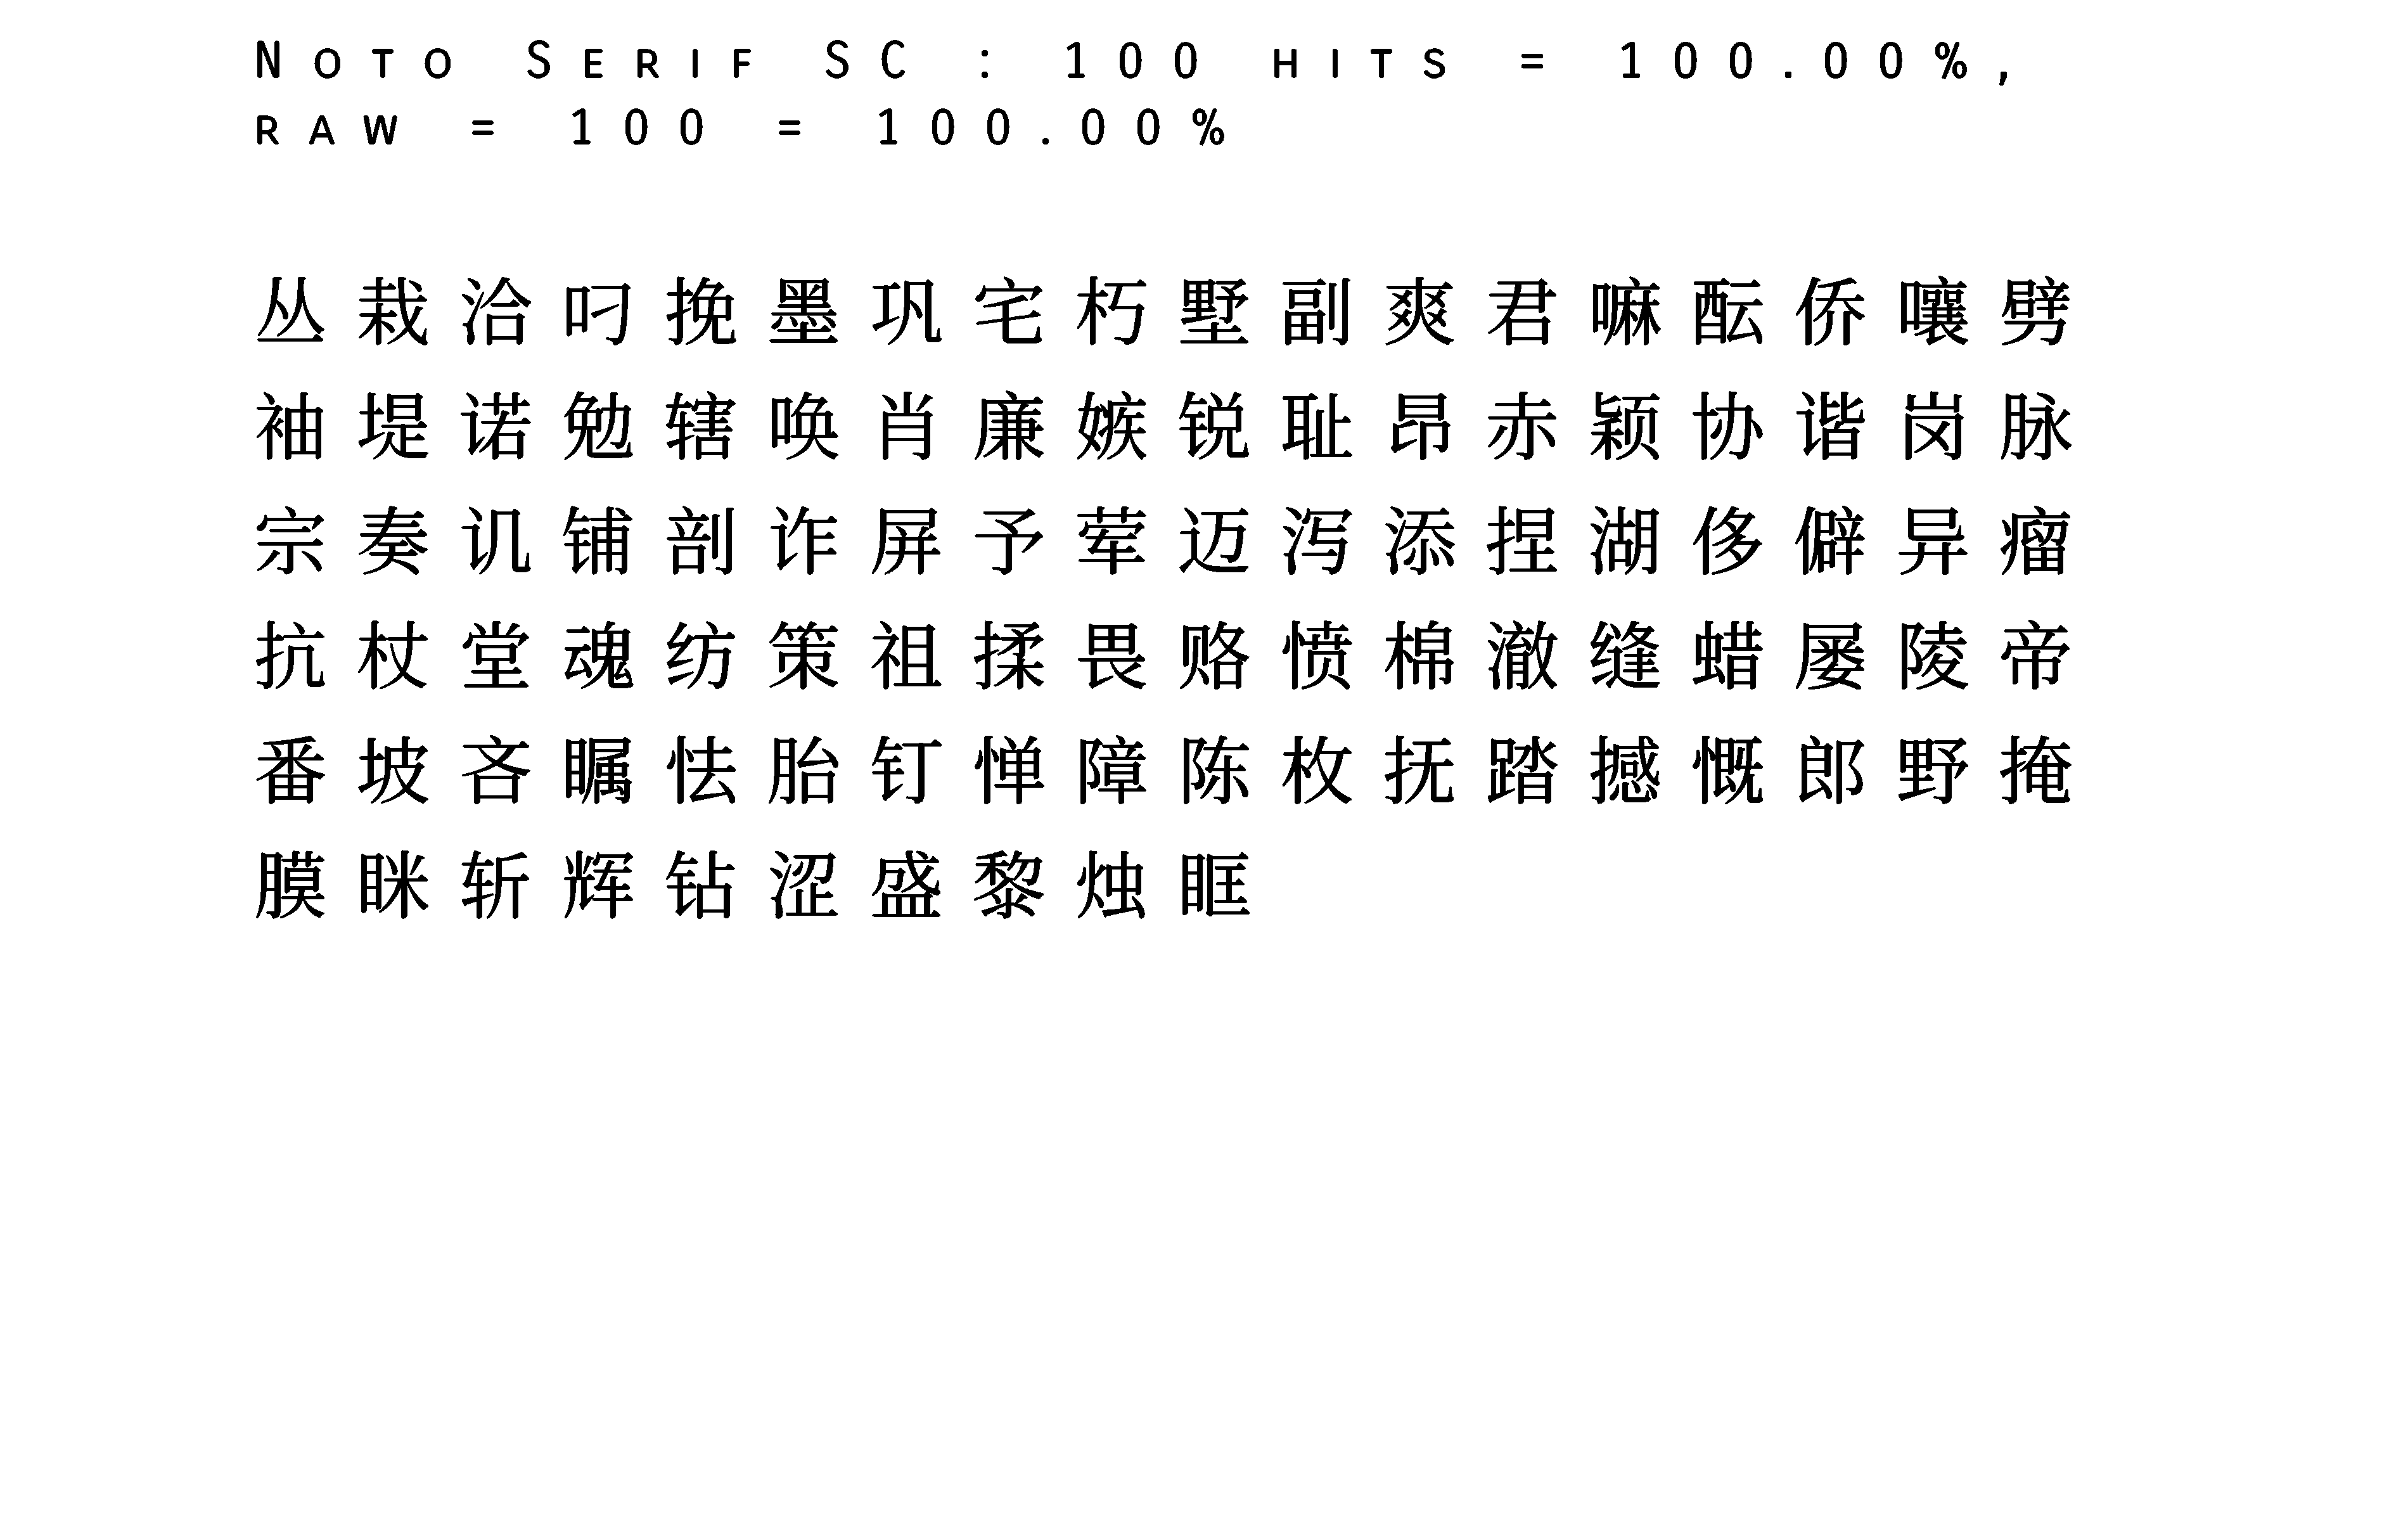 Noto Serif SC : 100 hits = 100.00%,
raw = 100 = 100.00%
丛栽洽叼挽墨巩宅朽墅副爽君嘛酝侨嚷劈
袖堤诺勉辖唤肖廉嫉锐耻昂赤颖协谐岗脉
宗奏讥铺剖诈屏予荤迈泻添捏湖侈僻异瘤
抗杖堂魂纺策祖揉畏赂愤棉澈缝蜡屡陵帝
番坡吝瞩怯胎钉惮障陈枚抚踏撼慨郎野掩
膜眯斩辉钻涩盛黎烛眶